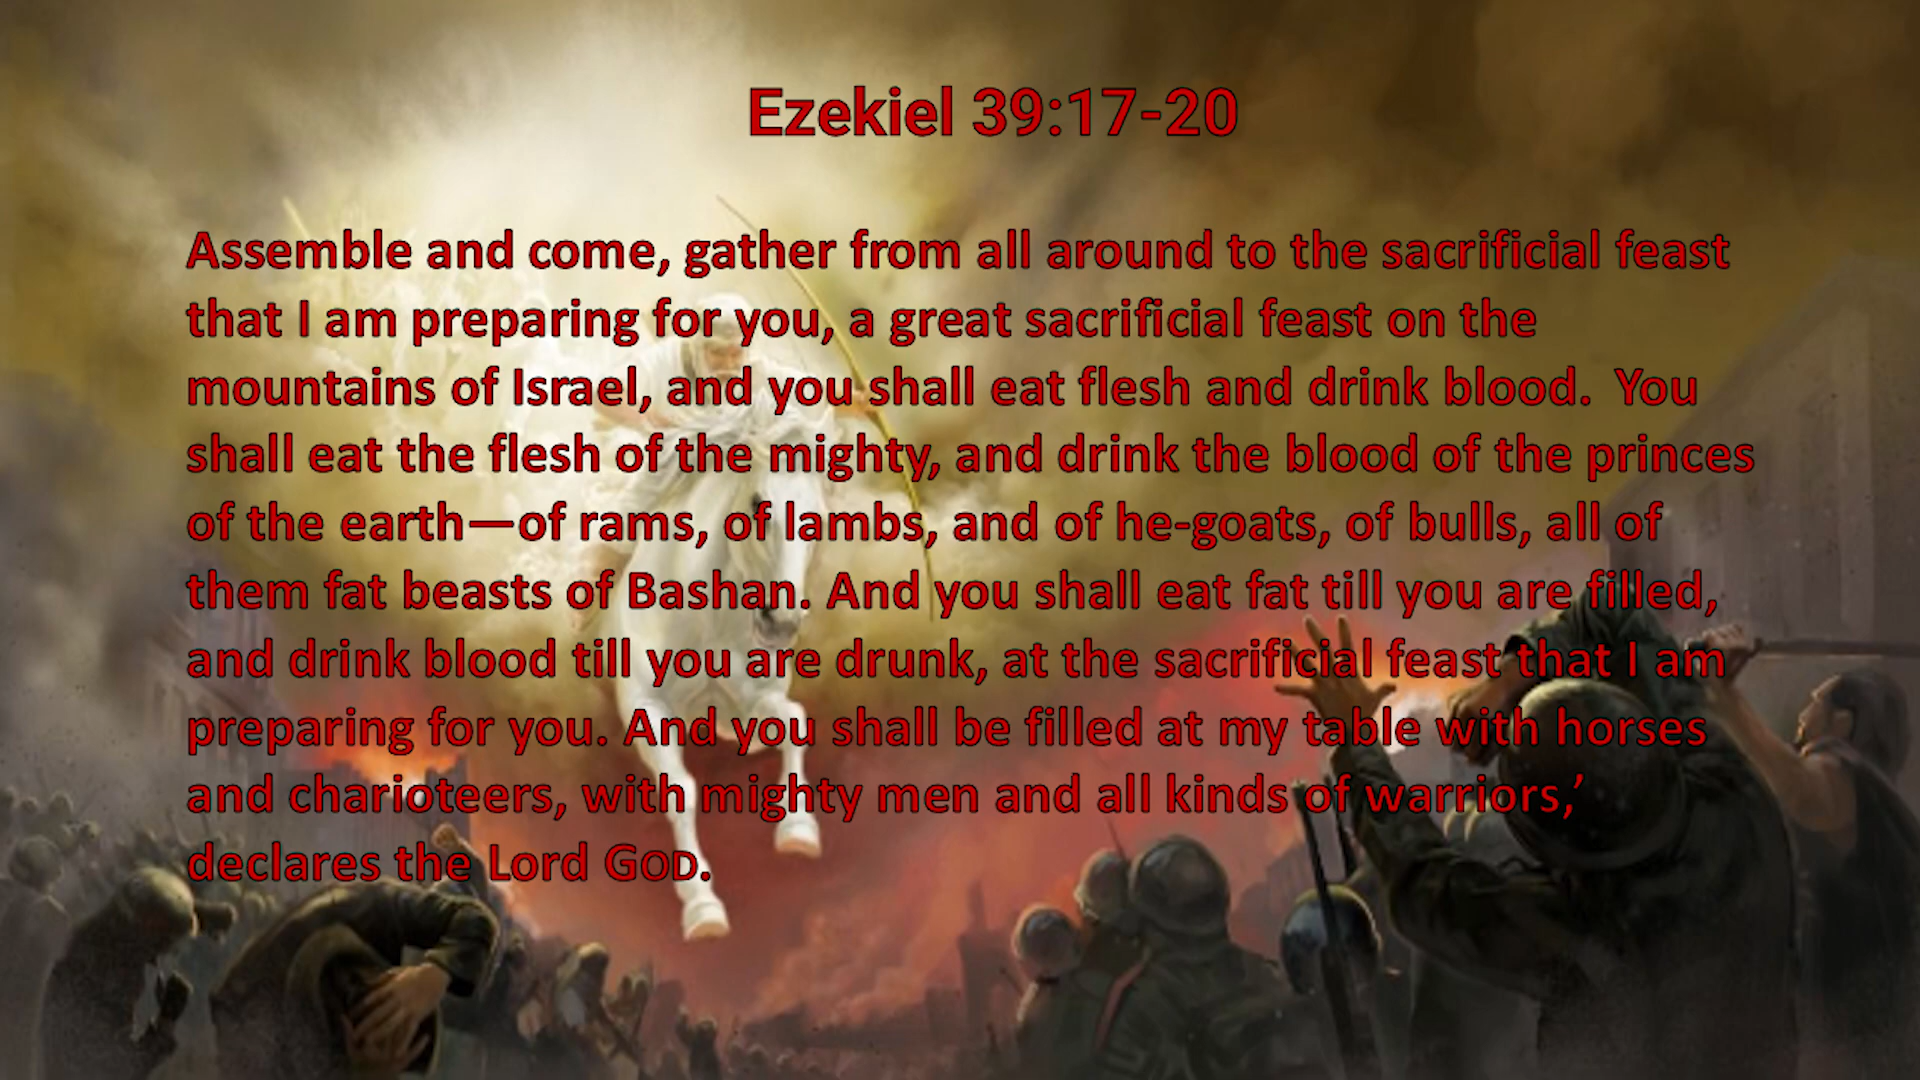 Ezekiel 39:17-20
Assemble and come, gather from all around to the sacrificial feast
that I am preparing for you, a great sacrificial feast on the
mountains of Israel, and you shall eat flesh and drink blood.  You
shall eat the flesh of the mighty, and drink the blood of the princes
of the earth—of rams, of lambs, and of he-goats, of bulls, all of
them fat beasts of Bashan. And you shall eat fat till you are filled,
and drink blood till you are drunk, at the sacrificial feast that I am
preparing for you. And you shall be filled at my table with horses
and charioteers, with mighty men and all kinds of warriors,’
declares the Lord GOD.